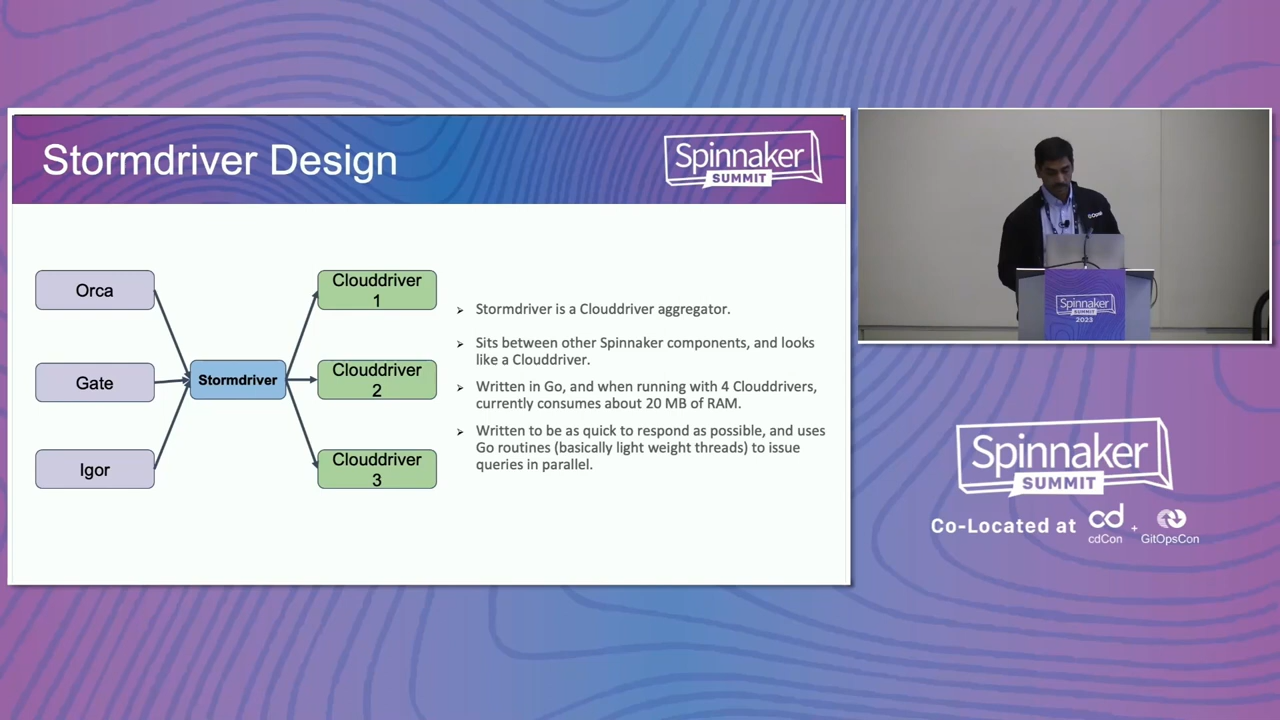 Stormdriver Design
Spinnaker
SUMMIT
Orca
Gate
Igor
Stormdriver
Clouddriver
1
Clouddriver
2
Clouddriver
3
➢ Stormdriver is a Clouddriver aggregator.
➢ Sits between other Spinnaker components, and looks
like a Clouddriver.
➢ Written in Go, and when running with 4 Clouddrivers,
currently consumes about 20 MB of RAM.
➢ Written to be as quick to respond as possible, and uses
Go routines (basically light weight threads) to issue
queries in parallel.
Spinnaker
SUMMIT
2023
Spinnaker
SUMMIT
Co-Located at cd + 
cdCon GitOpsCon